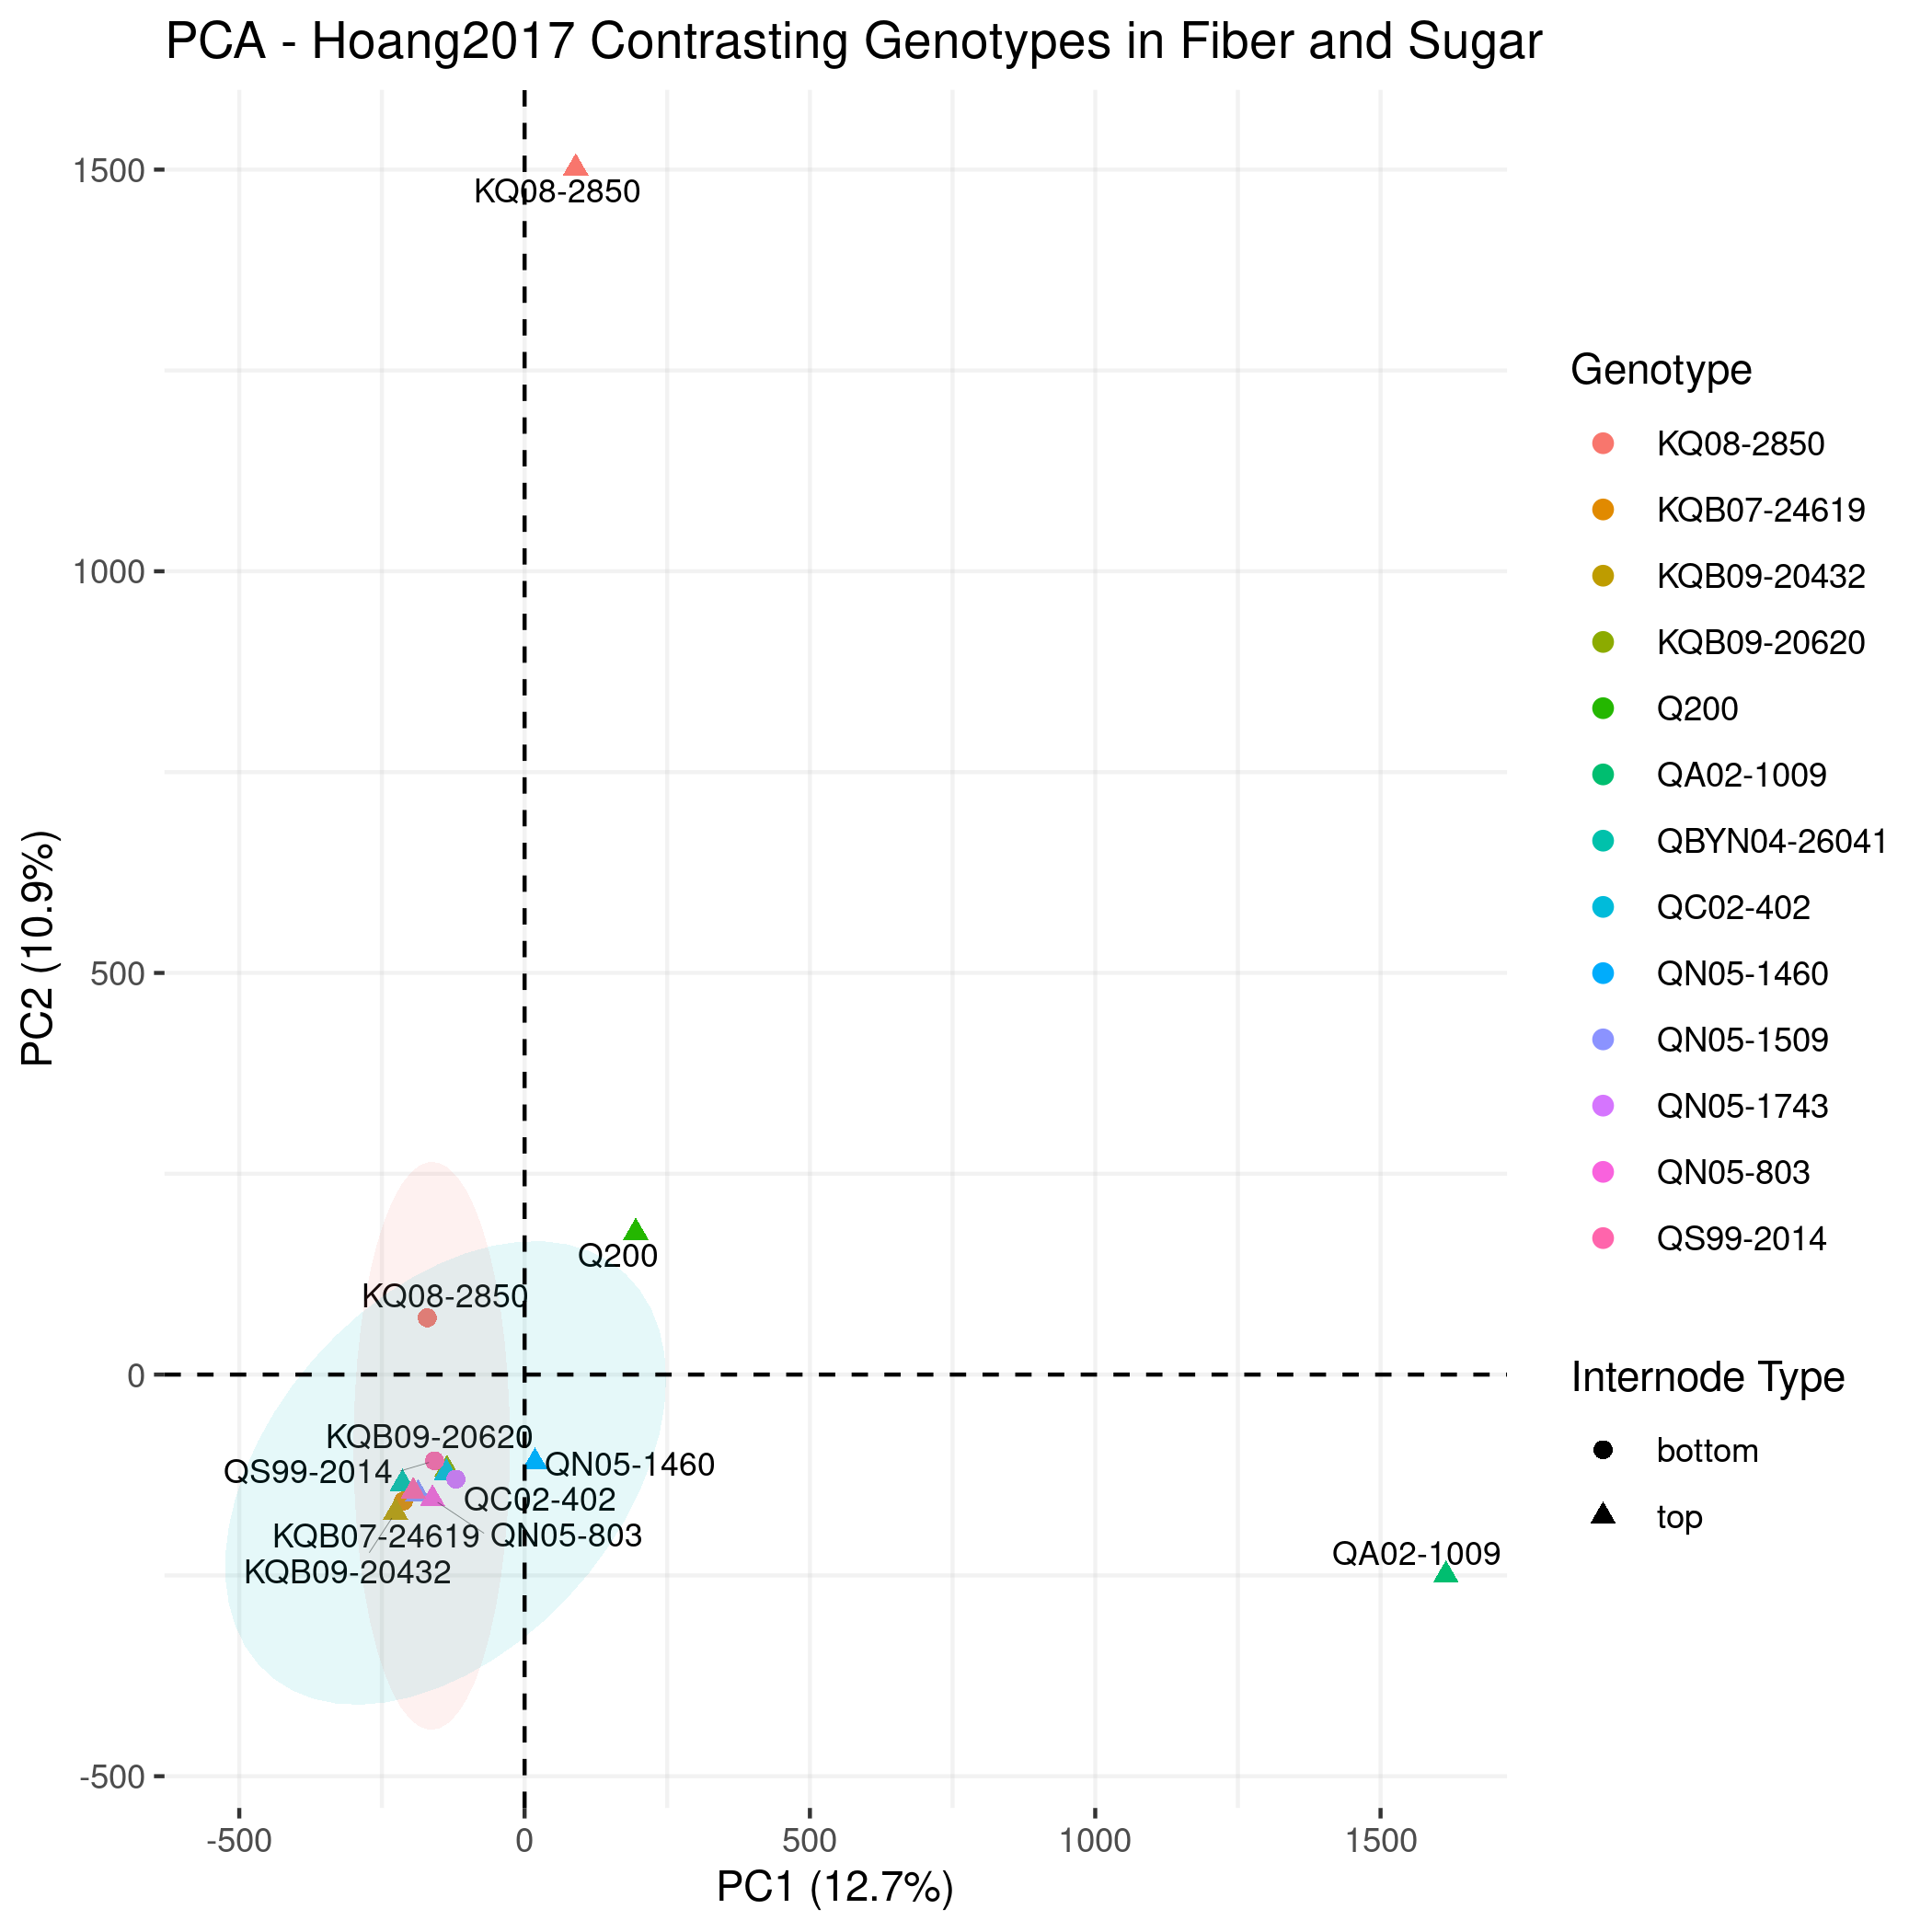 PCA - Hoang2017 Contrasting Genotypes in Fiber and Sugar
1500
1000
500
0
-500
PC2 (10.9%)
KQ08-2850
Q200
KQ08-2850
KQB09-20620
QS99-2014
QN05-1460
QC02-402
KQB07-24619
QN05-803
KQB09-20432
QA02-1009
-500
0
500
1000
1500
PC1 (12.7%)
Genotype
KQ08-2850
KQB07-24619
KQB09-20432
KQB09-20620
Q200
QA02-1009
QBYN04-26041
QC02-402
QN05-1460
QN05-1509
QN05-1743
QN05-803
QS99-2014
Internode Type
bottom
top